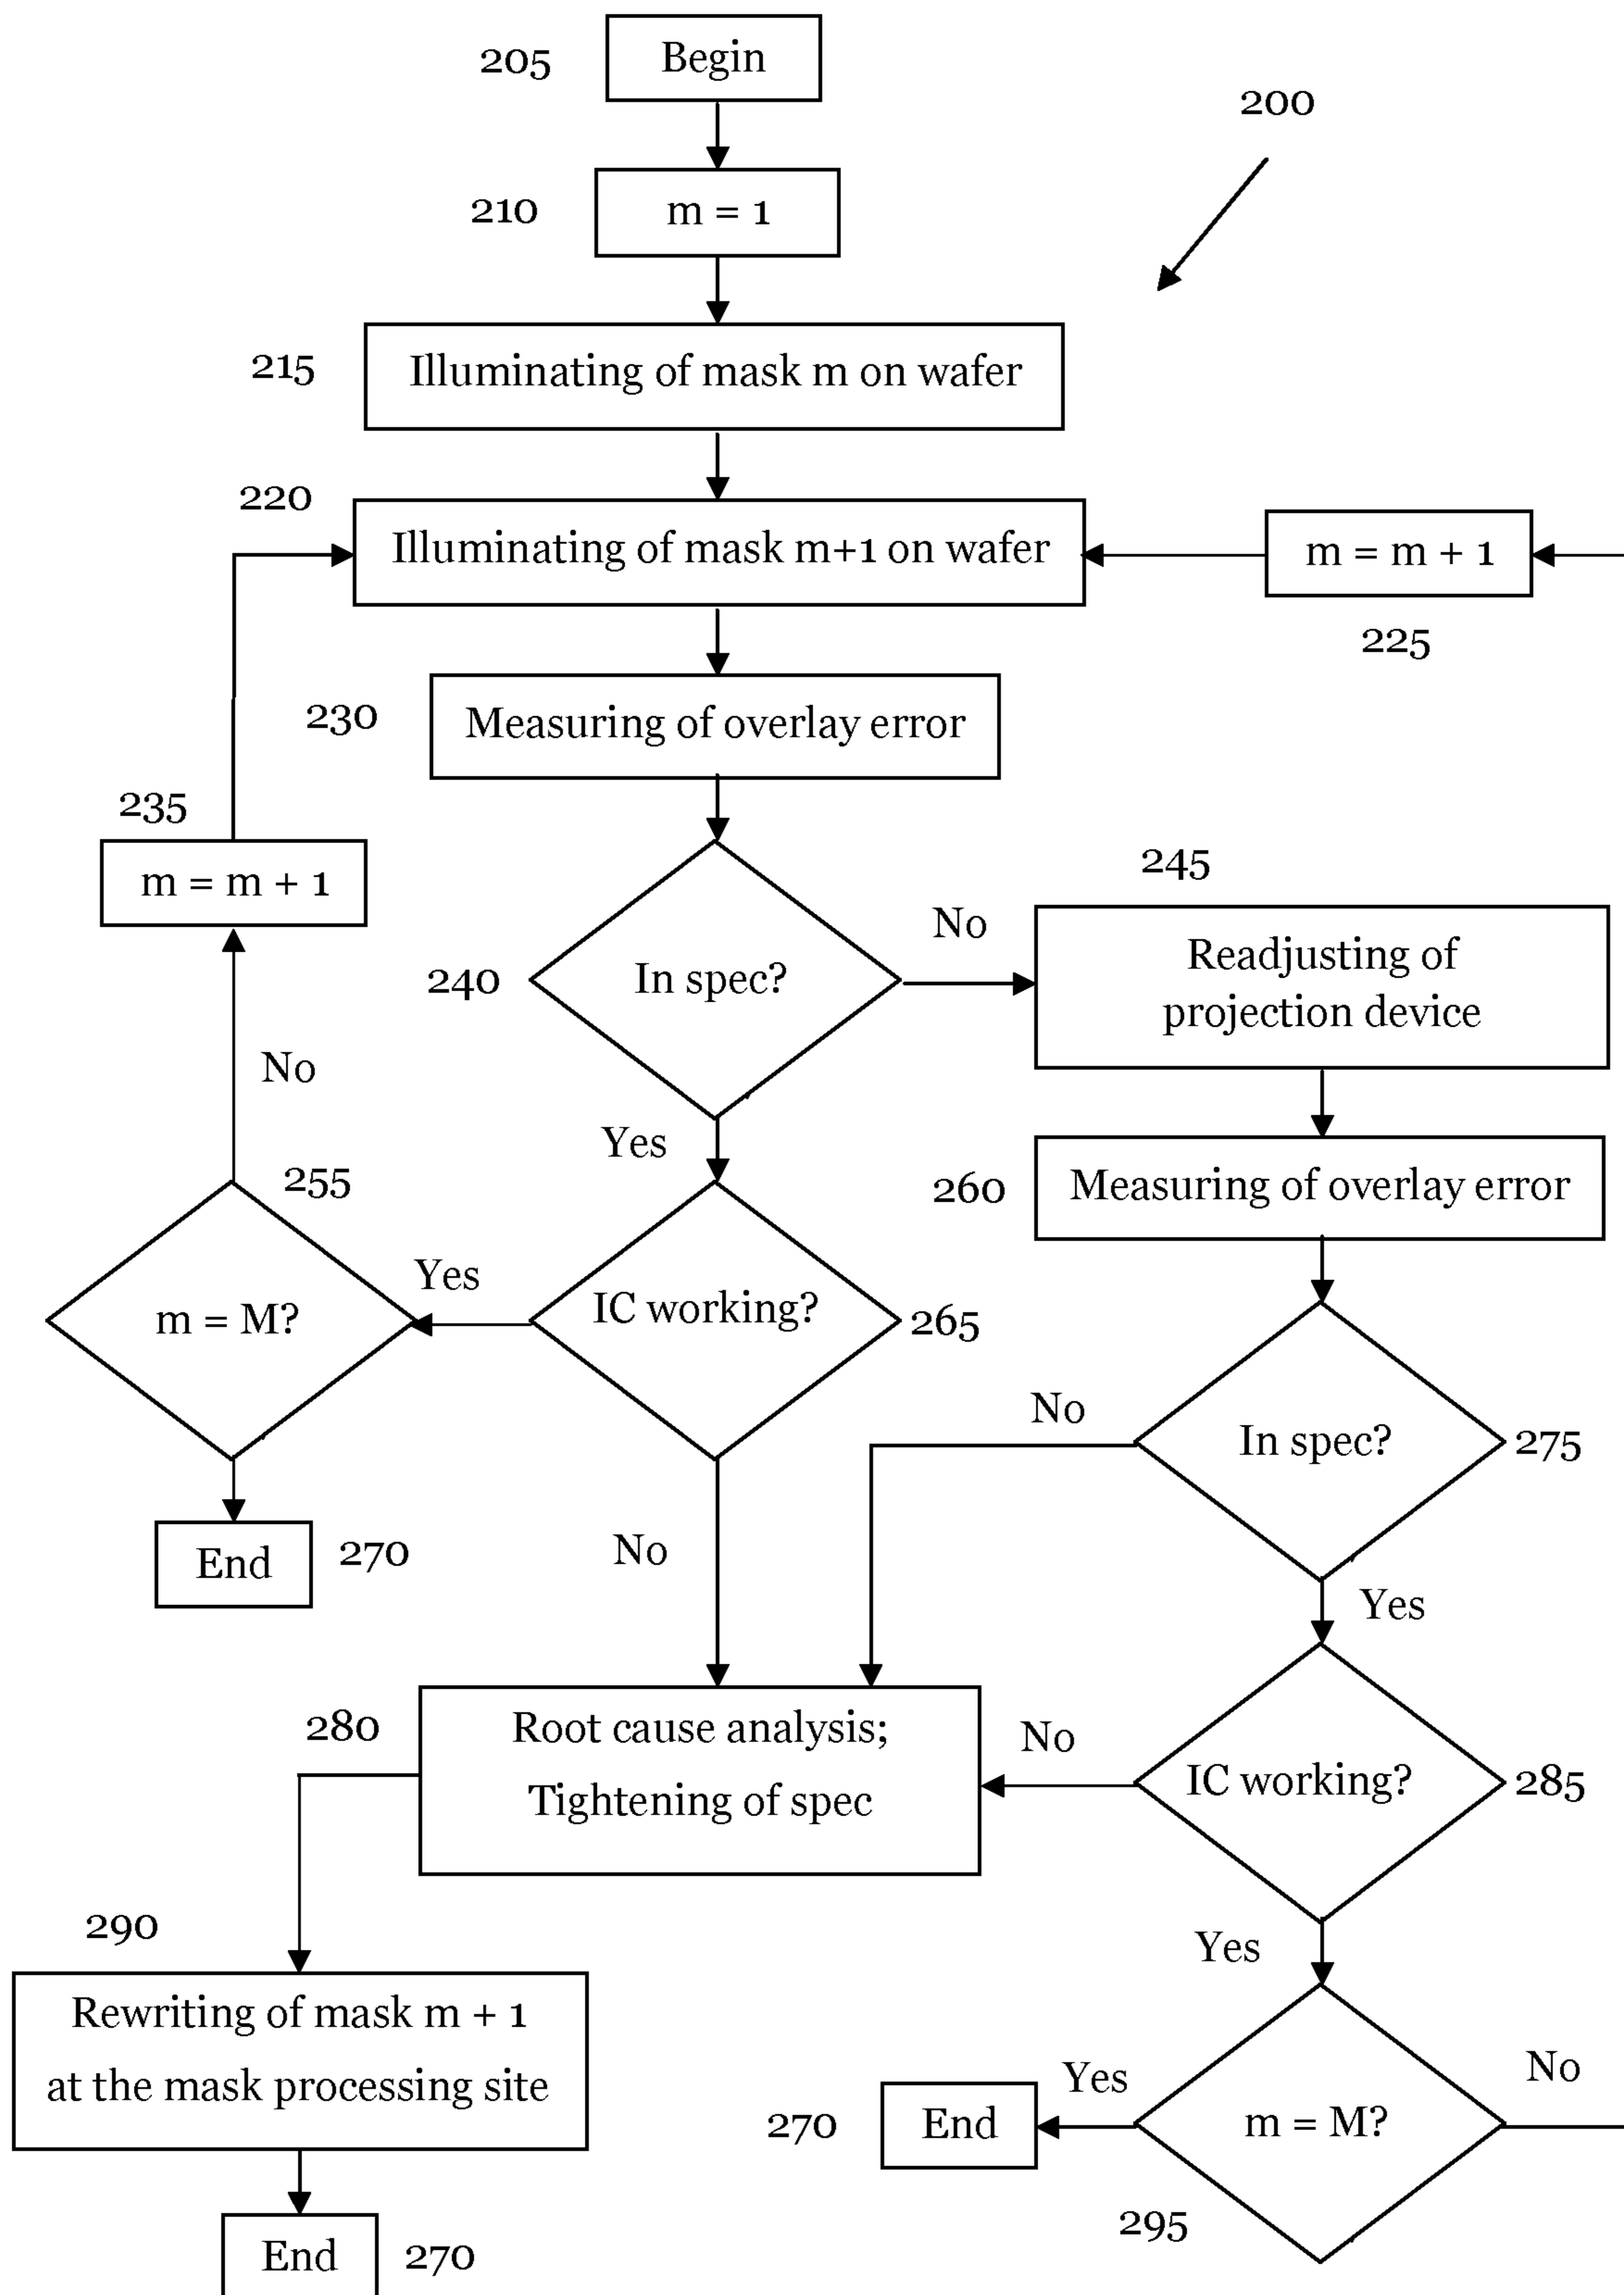 205
Begin
200
210
m = 1
215
Illuminating of mask m on wafer
220
Illuminating of mask m+1 on wafer
m = m + 1
225
230
Measuring of overlay error
235
m = m + 1
240
In spec?
No
245
Readjusting of
projection device
No
Yes
255
260
Measuring of overlay error
m = M?
Yes
IC working?
265
No
In spec?
275
End
270
No
Yes
280
Root cause analysis;
Tightening of spec
No
IC working?
285
290
Rewriting of mask m + 1
at the mask processing site
Yes
270
End
Yes
m = M?
No
295
End
270